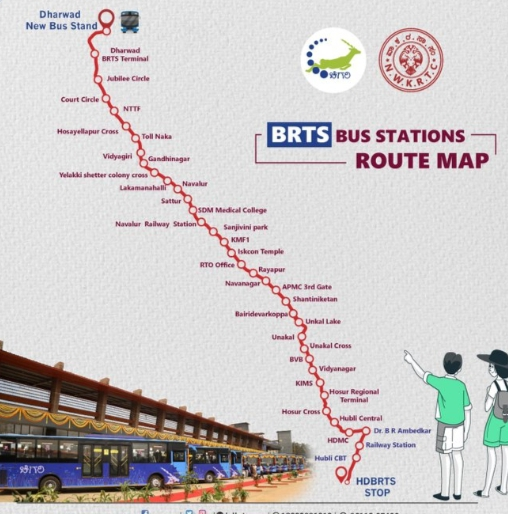 Dharwad
New Bus Stand
Dharwad
BRTS Terminal
Jubilee Circle
Court Circle
NTTF
Hosayellapur Cross
Toll Naka
Vidyagiri
Gandhinagar
Yelakki shetter colony cross
Lakamanahalli
Navalur
Sattur
SDM Medical College
Navalur Railway Station
Sanjivini park
KMF1
Iskcon Temple
RTO Office
Rayapur
Navanagar
APMC 3rd Gate
Shantiniketan
Bairidevarkoppa
Unkal Lake
Unakal
Unakal Cross
BVB
Vidyanagar
KIMS
Hosur Regional
Terminal
Hosur Cross
Hubli Central
HDMC
Dr. B R Ambedkar
Railway Station
Hubli CBT
HDBRTS
STOP
ಚಿಗರಿ
N.W.K.R.T.C
BRTS BUS STATIONS
ROUTE MAP
ಚಿಗರಿ